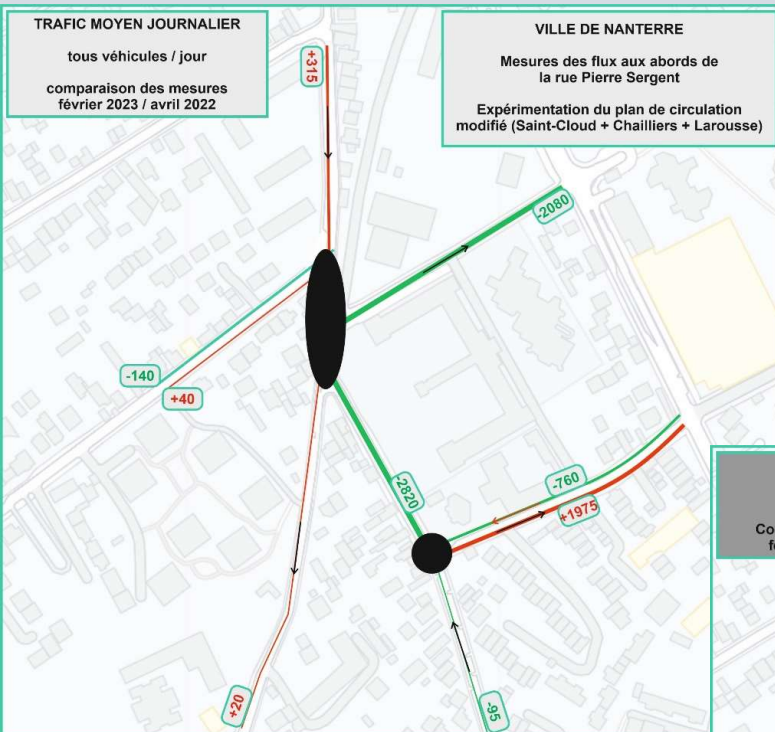 TRAFIC MOYEN JOURNALIER
tous véhicules / jour
comparaison des mesures
février 2023 / avril 2022
VILLE DE NANTERRE
Mesures des flux aux abords de
la rue Pierre Sergent
Expérimentation du plan de circulation
modifié (Saint-Cloud + Chailliers + Larousse)
+315
-2080
-140
+40
-2820
-760
+1975
+20
-95